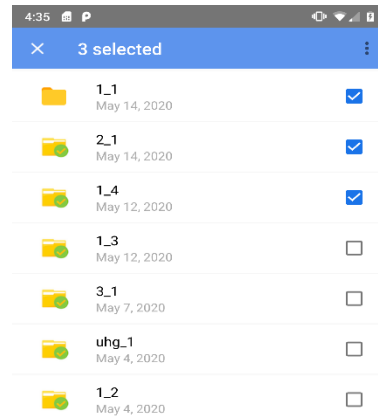 4:35
3 selected
1_1
May 14, 2020
2_1
May 14, 2020
1_4
May 12, 2020
1_3
May 12, 2020
3_1
May 7, 2020
uhg_1
May 4, 2020
1_2
May 4, 2020